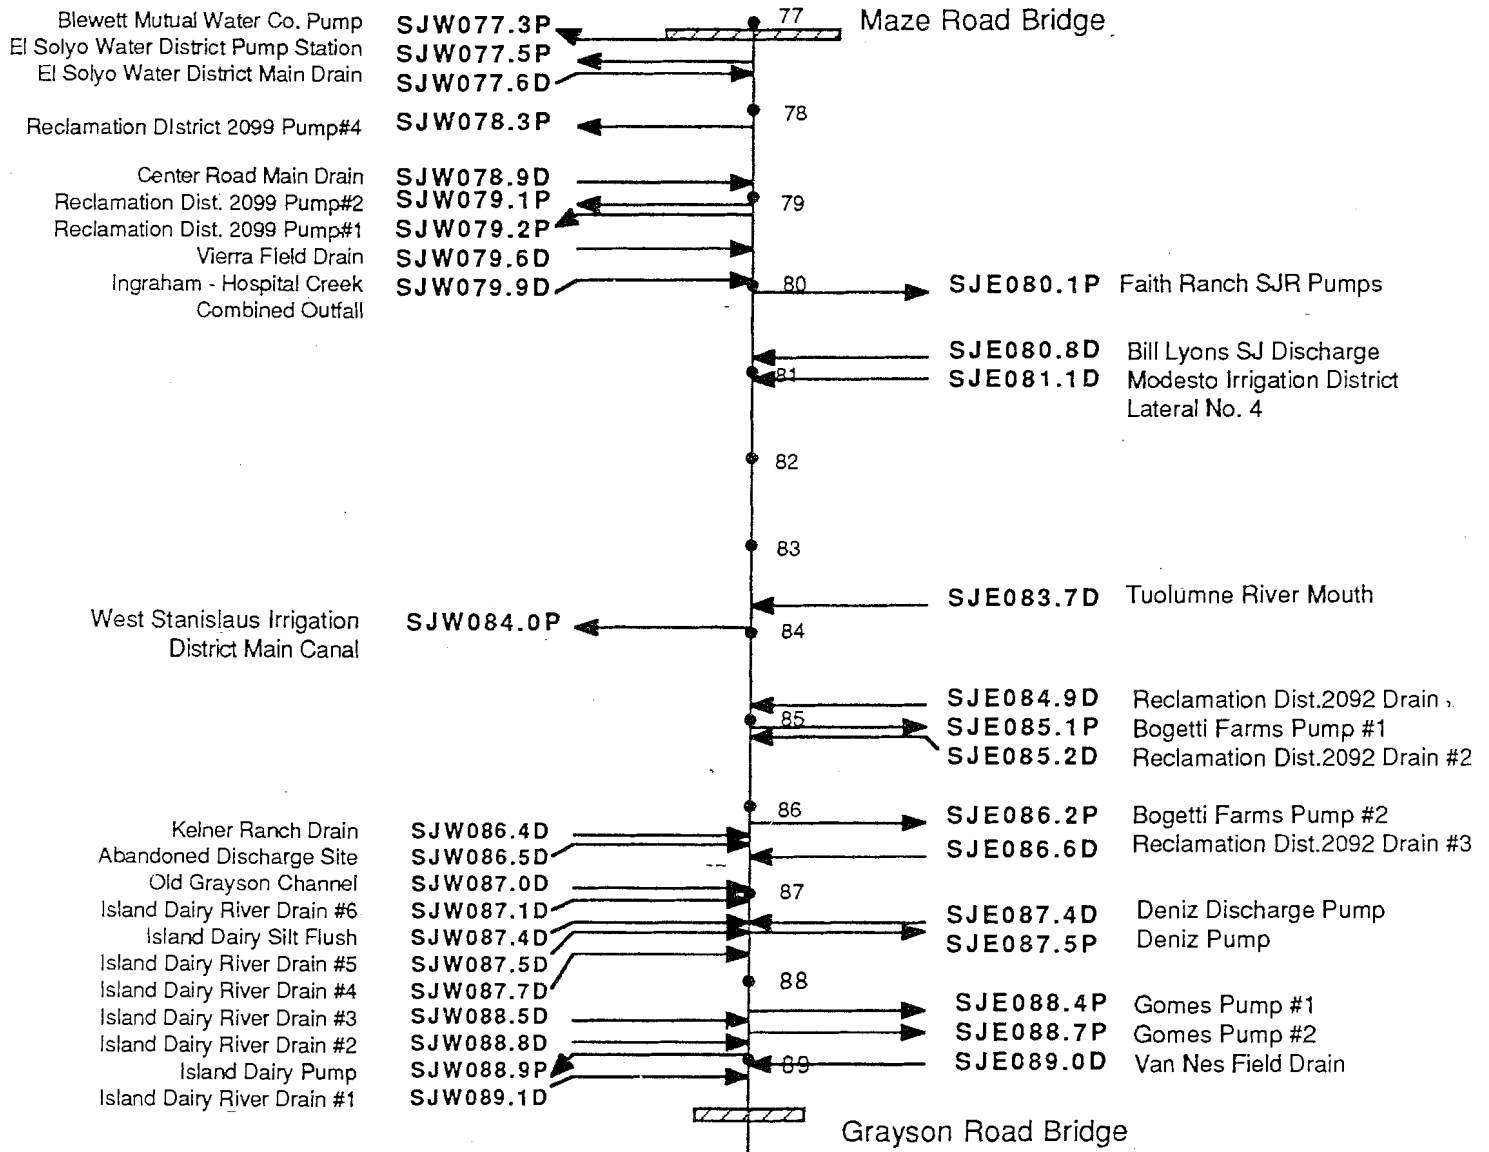 77 Maze Road Bridge
Blewett Mutual Water Co. Pump SJW077.3P
El Solyo Water District Pump Station SJW077.5P
El Solyo Water District Main Drain SJW077.6D
78
Reclamation DIstrict 2099 Pump#4 SJW078.3P
Center Road Main Drain SJW078.9D
Reclamation Dist. 2099 Pump#2 SJW079.1P
79
Reclamation Dist. 2099 Pump#1 SJW079.2P
Vierra Field Drain SJW079.6D
Ingraham - Hospital Creek SJW079.9D
Combined Outfall
80 SJE080.1P Faith Ranch SJR Pumps
SJE080.8D Bill Lyons SJ Discharge
81 SJE081.1D Modesto Irrigation District
Lateral No. 4
82
83
SJE083.7D Tuolumne River Mouth
West Stanislaus Irrigation SJW084.0P
District Main Canal
84
SJE084.9D Reclamation Dist.2092 Drain
85 SJE085.1P Bogetti Farms Pump #1
SJE085.2D Reclamation Dist.2092 Drain #2
86 SJE086.2P Bogetti Farms Pump #2
Kelner Ranch Drain SJW086.4D
SJE086.6D Reclamation Dist.2092 Drain #3
Abandoned Discharge Site SJW086.5D
Old Grayson Channel SJW087.0D
87
Island Dairy River Drain #6 SJW087.1D
SJE087.4D Deniz Discharge Pump
Island Dairy Silt Flush SJW087.4D
SJE087.5P Deniz Pump
Island Dairy River Drain #5 SJW087.5D
Island Dairy River Drain #4 SJW087.7D
88
SJE088.4P Gomes Pump #1
Island Dairy River Drain #3 SJW088.5D
SJE088.7P Gomes Pump #2
Island Dairy River Drain #2 SJW088.8D
89 SJE089.0D Van Nes Field Drain
Island Dairy Pump SJW088.9P
Island Dairy River Drain #1 SJW089.1D
Grayson Road Bridge